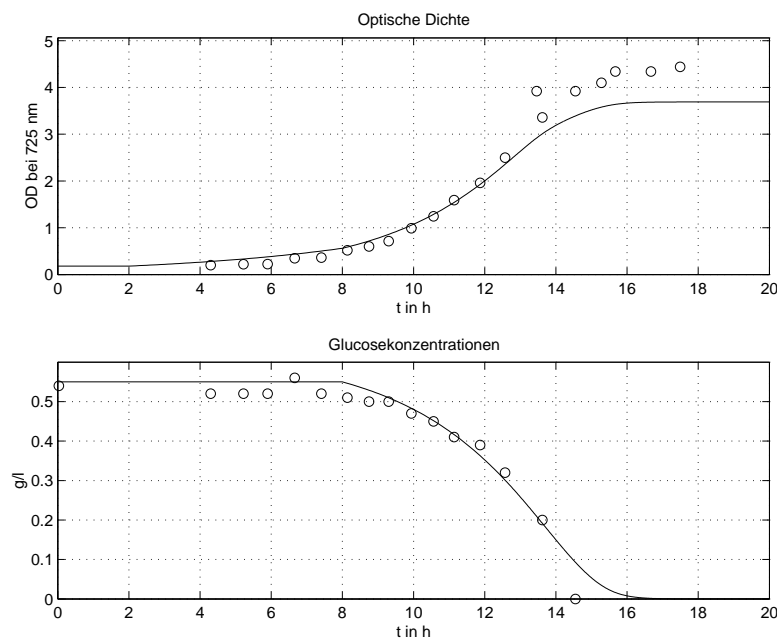 Optische Dichte
5
4
3
2
1
0
OD bei 725 nm
0 2 4 6 8 10 12 14 16 18 20
t in h
Glucosekonzentrationen
0.5
0.4
0.3
0.2
0.1
0
g/l
0 2 4 6 8 10 12 14 16 18 20
t in h